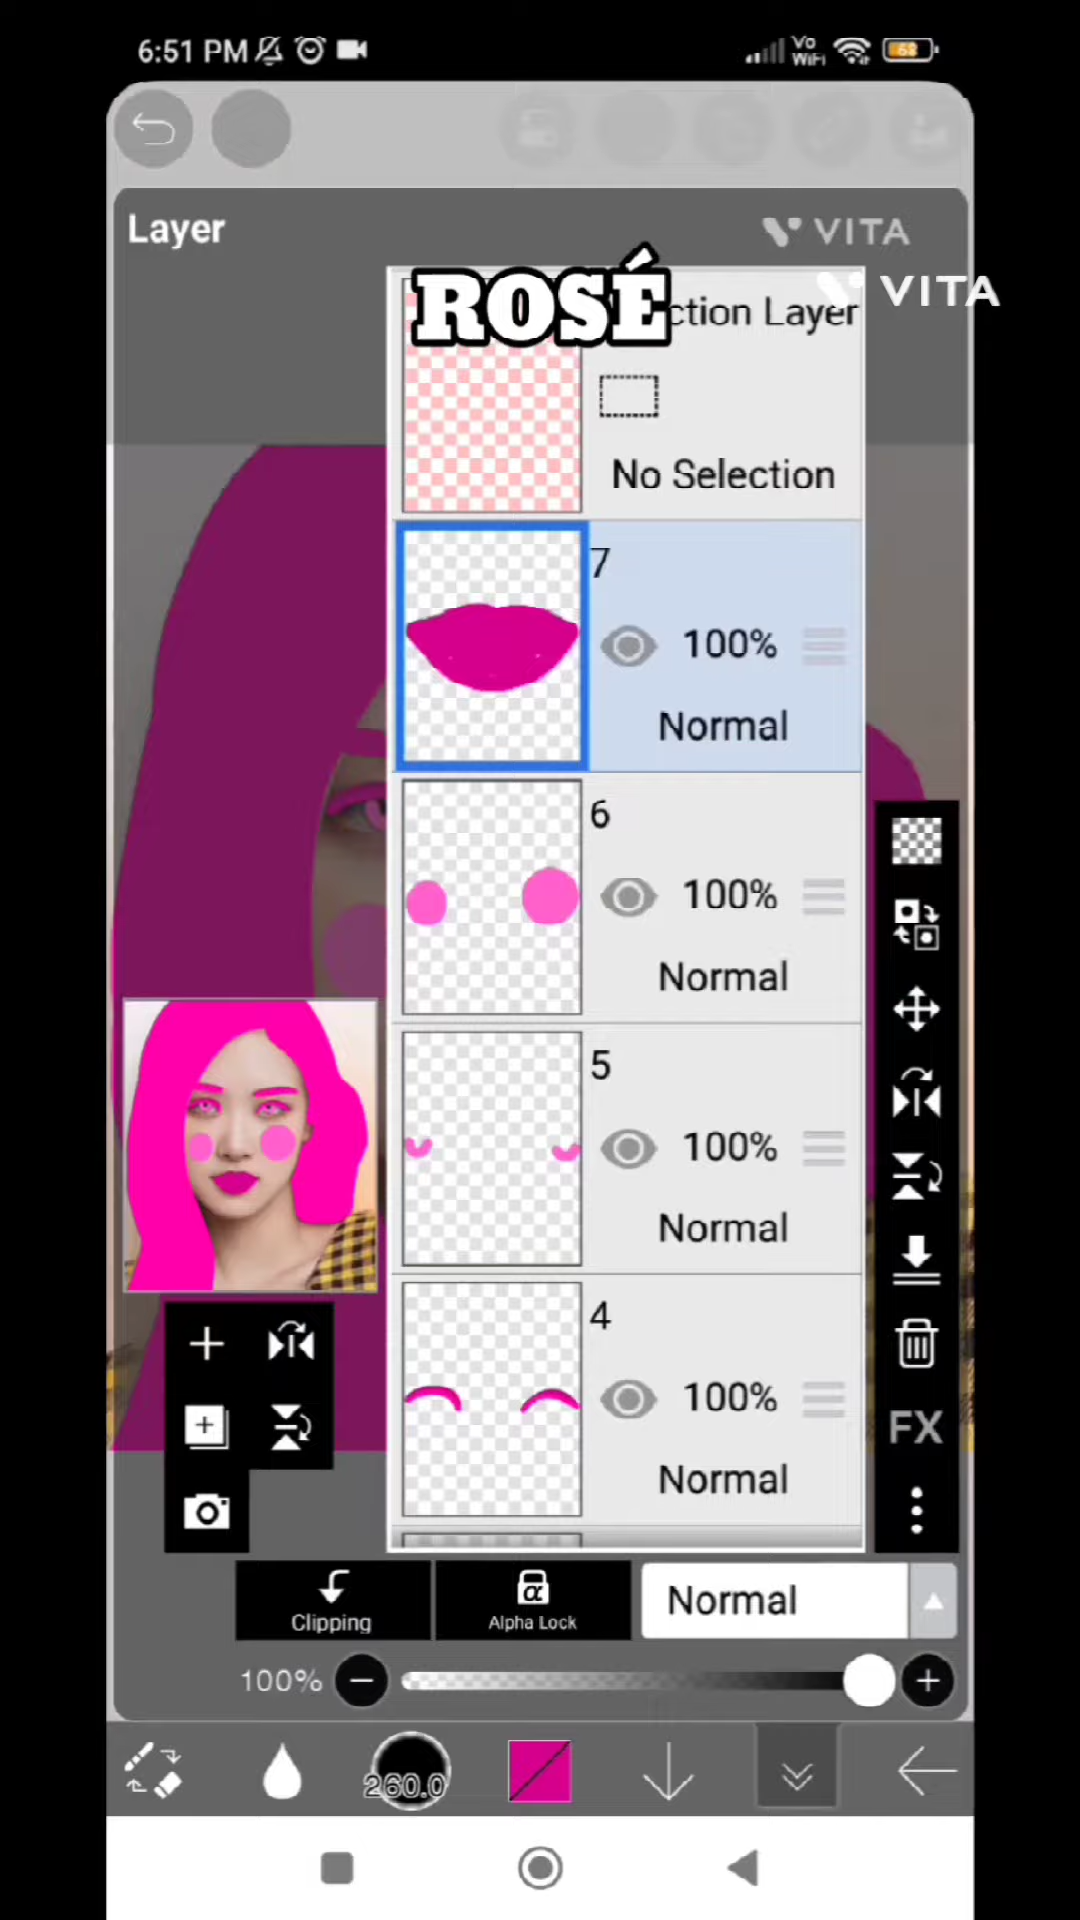 6:51 PM
Vo
WiFi
63
Layer
VITA
VITA
ROSÉ
ction Layer
No Selection
7
100%
Normal
6
100%
Normal
5
100%
Normal
4
100%
Normal
FX
Clipping
α
Alpha Lock
Normal
100%
260.0